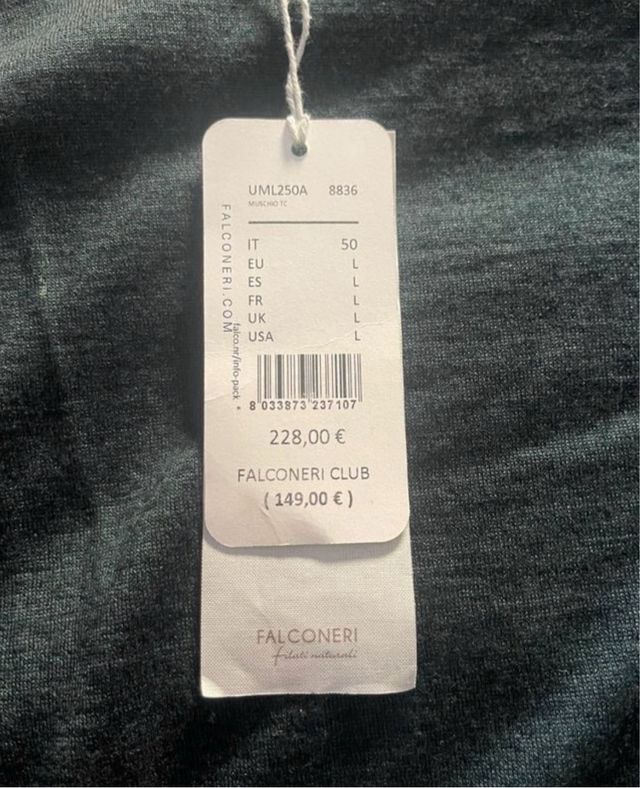 UML250A 8836
MUSCHIO TC
IT 50
EU L
ES L
FR L
UK L
USA L
FALCONERI.COM
falco.nr/info-pack
* 8 033873 237107
228,00 €
FALCONERI CLUB
( 149,00 € )
FALCONERI
filati naturali